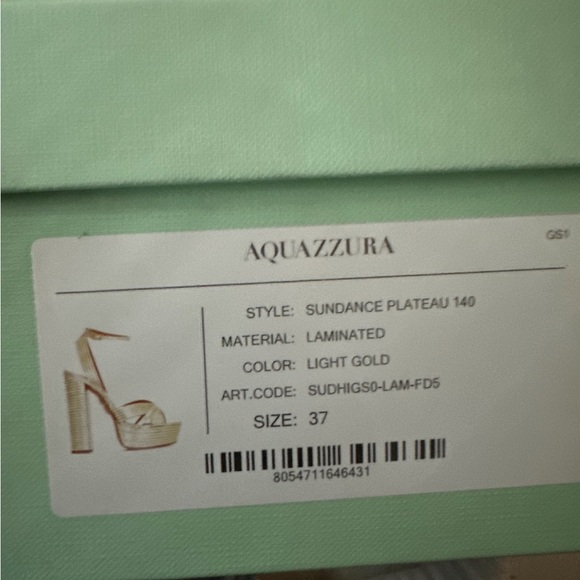 AQUAZZURA
GS1
STYLE: SUNDANCE PLATEAU 140
MATERIAL: LAMINATED
COLOR: LIGHT GOLD
ART.CODE: SUDHIGS0-LAM-FD5
SIZE: 37
8054711646431